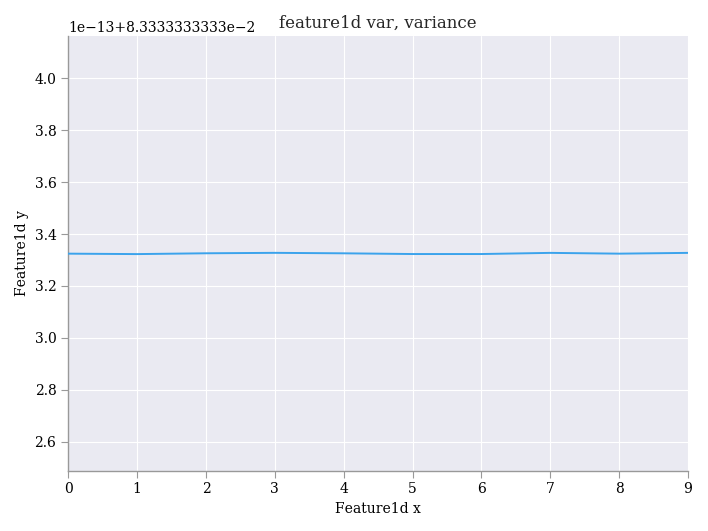 1e−13+8.3333333333e−2
feature1d var, variance
4.0
3.8
3.6
3.4
3.2
3.0
2.8
2.6
Feature1d y
0 1 2 3 4 5 6 7 8 9
Feature1d x